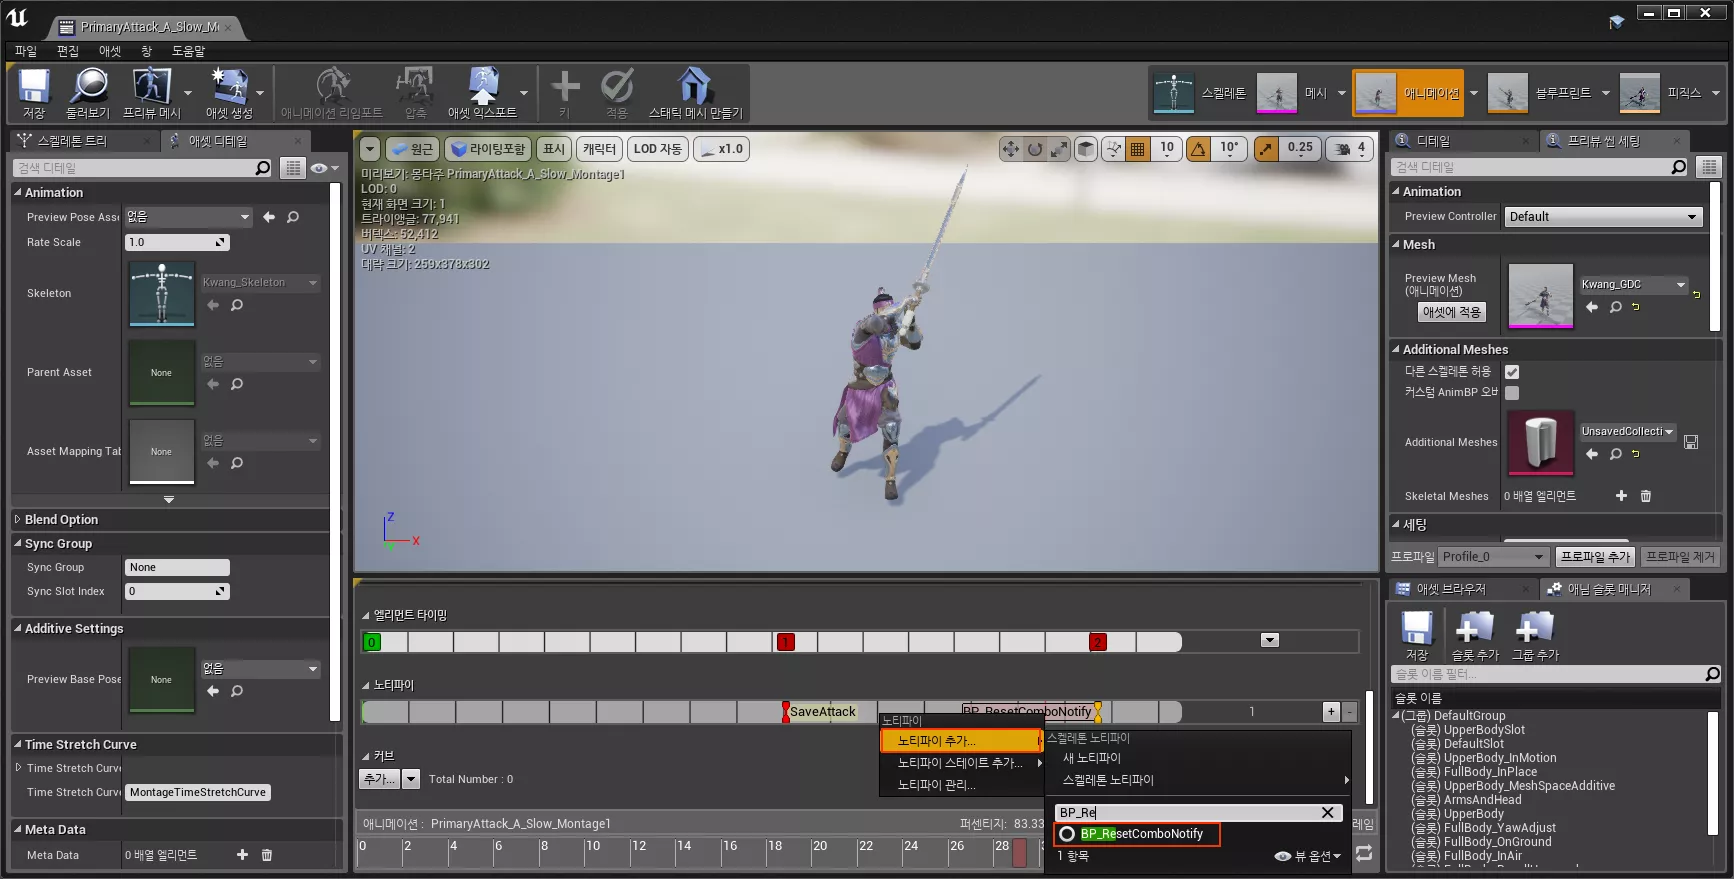 PrimaryAttack_A_Slow_M
파일 편집 애셋 창 도움말
저장 둘러보기 프리뷰 메시 애셋 생성 애니메이션 리임포트 압축 애셋 익스포트 키 적용 스태틱 메시 만들기
스켈레톤 메시 애니메이션 블루프린트 피직스
스켈레톤 트리 애셋 디테일
검색 디테일
Animation
Preview Pose Asse 없음
Rate Scale 1.0
Skeleton Kwang_Skeleton
Parent Asset None 없음
Asset Mapping Tab None 없음
Blend Option
Sync Group
Sync Group None
Sync Slot Index 0
Additive Settings
Preview Base Pose None 없음
Time Stretch Curve
Time Stretch Curve
Time Stretch Curve MontageTimeStretchCurve
Meta Data
Meta Data 0 배열 엘리먼트
원근 라이팅포함 표시 캐릭터 LOD 자동 x1.0
10 10° 0.25 4
미리보기: 몽타주 PrimaryAttack_A_Slow_Montage1
LOD: 0
현재 화면 크기: 1
트라이앵글: 77,941
버텍스: 52,412
UV 채널: 2
대략 크기: 259x378x302
Z
X
엘리먼트 타이밍
0 1 2
노티파이
SaveAttack BP_ResetComboNotify 1 + -
커브
추가... Total Number : 0
노티파이
노티파이 추가...
노티파이 스테이트 추가...
노티파이 관리...
스켈레톤 노티파이
새 노티파이
스켈레톤 노티파이
BP_Re
BP_ResetComboNotify
1 항목 뷰 옵션
애니메이션 : PrimaryAttack_A_Slow_Montage1 퍼센티지: 83.33 레임
0 2 4 6 8 10 12 14 16 18 20 22 24 26 28
디테일 프리뷰 씬 세팅
검색 디테일
Animation
Preview Controller Default
Mesh
Preview Mesh
(애니메이션)
애셋에 적용
Kwang_GDC
Additional Meshes
다른 스켈레톤 허용
커스텀 AnimBP 오버
Additional Meshes UnsavedCollecti
Skeletal Meshes 0 배열 엘리먼트
세팅
프로파일 Profile_0 프로파일 추가 프로파일 제거
애셋 브라우저 애님 슬롯 매니저
저장 슬롯 추가 그룹 추가
슬롯 이름 필터...
슬롯 이름
(그룹) DefaultGroup
(슬롯) UpperBodySlot
(슬롯) DefaultSlot
(슬롯) UpperBody_InMotion
(슬롯) FullBody_InPlace
(슬롯) UpperBody_MeshSpaceAdditive
(슬롯) ArmsAndHead
(슬롯) UpperBody
(슬롯) FullBody_YawAdjust
(슬롯) FullBody_OnGround
(슬롯) FullBody_InAir